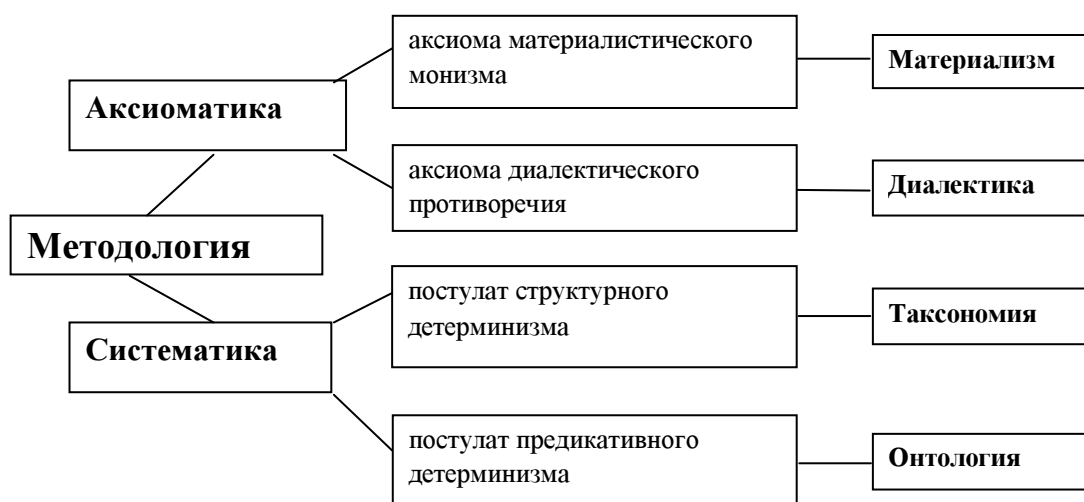 аксиома материалистического
монизма
Материализм
Аксиоматика
аксиома диалектического
противоречия
Диалектика
Методология
постулат структурного
детерминизма
Таксономия
Систематика
постулат предикативного
детерминизма
Онтология